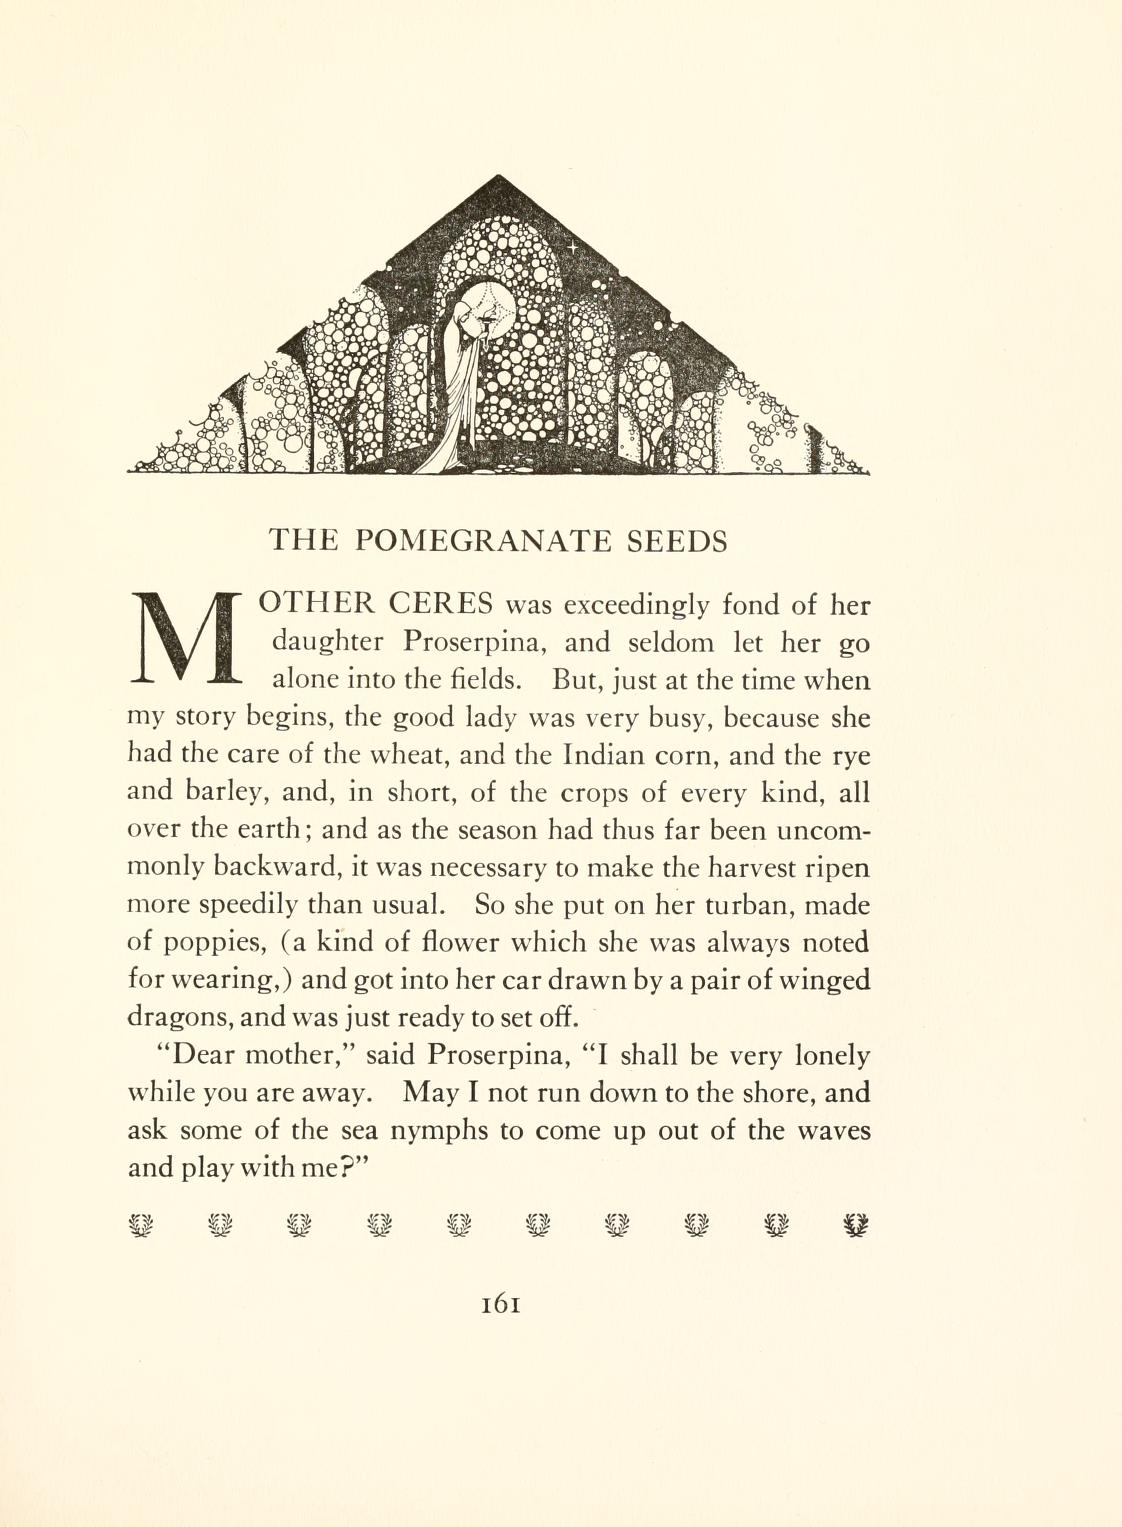 THE POMEGRANATE SEEDS
MOTHER CERES was exceedingly fond of her
daughter Proserpina, and seldom let her go
alone into the fields. But, just at the time when
my story begins, the good lady was very busy, because she
had the care of the wheat, and the Indian corn, and the rye
and barley, and, in short, of the crops of every kind, all
over the earth; and as the season had thus far been uncom-
monly backward, it was necessary to make the harvest ripen
more speedily than usual. So she put on her turban, made
of poppies, (a kind of flower which she was always noted
for wearing,) and got into her car drawn by a pair of winged
dragons, and was just ready to set off.
“Dear mother,” said Proserpina, “I shall be very lonely
while you are away. May I not run down to the shore, and
ask some of the sea nymphs to come up out of the waves
and play with me?”
161